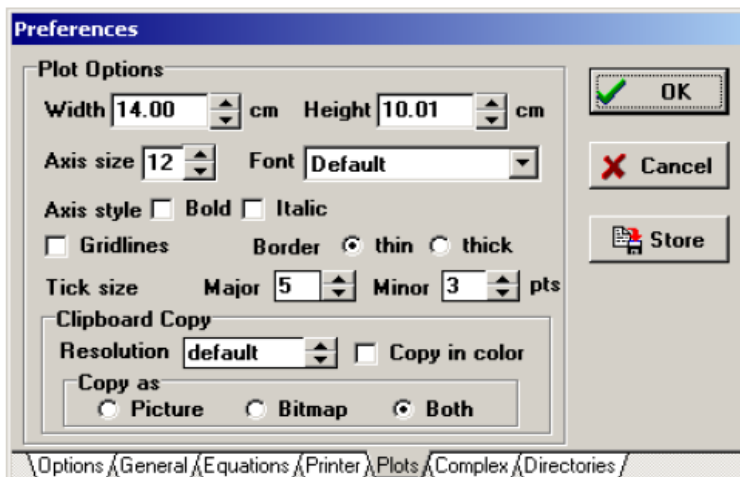 Preferences
Plot Options
Width 14.00 cm Height 10.01 cm
OK
Axis size 12 Font Default
Cancel
Axis style Bold Italic
Gridlines Border thin thick
Store
Tick size Major 5 Minor 3 pts
Clipboard Copy
Resolution default Copy in color
Copy as
Picture Bitmap Both
Options General Equations Printer Plots Complex Directories